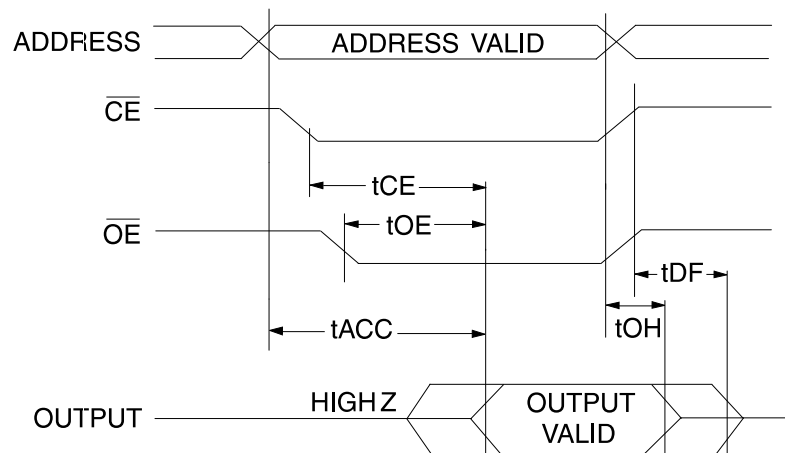 ADDRESS
ADDRESS VALID
CE
tCE
tOE
OE
tDF
tACC
tOH
HIGH Z
OUTPUT
OUTPUT
VALID